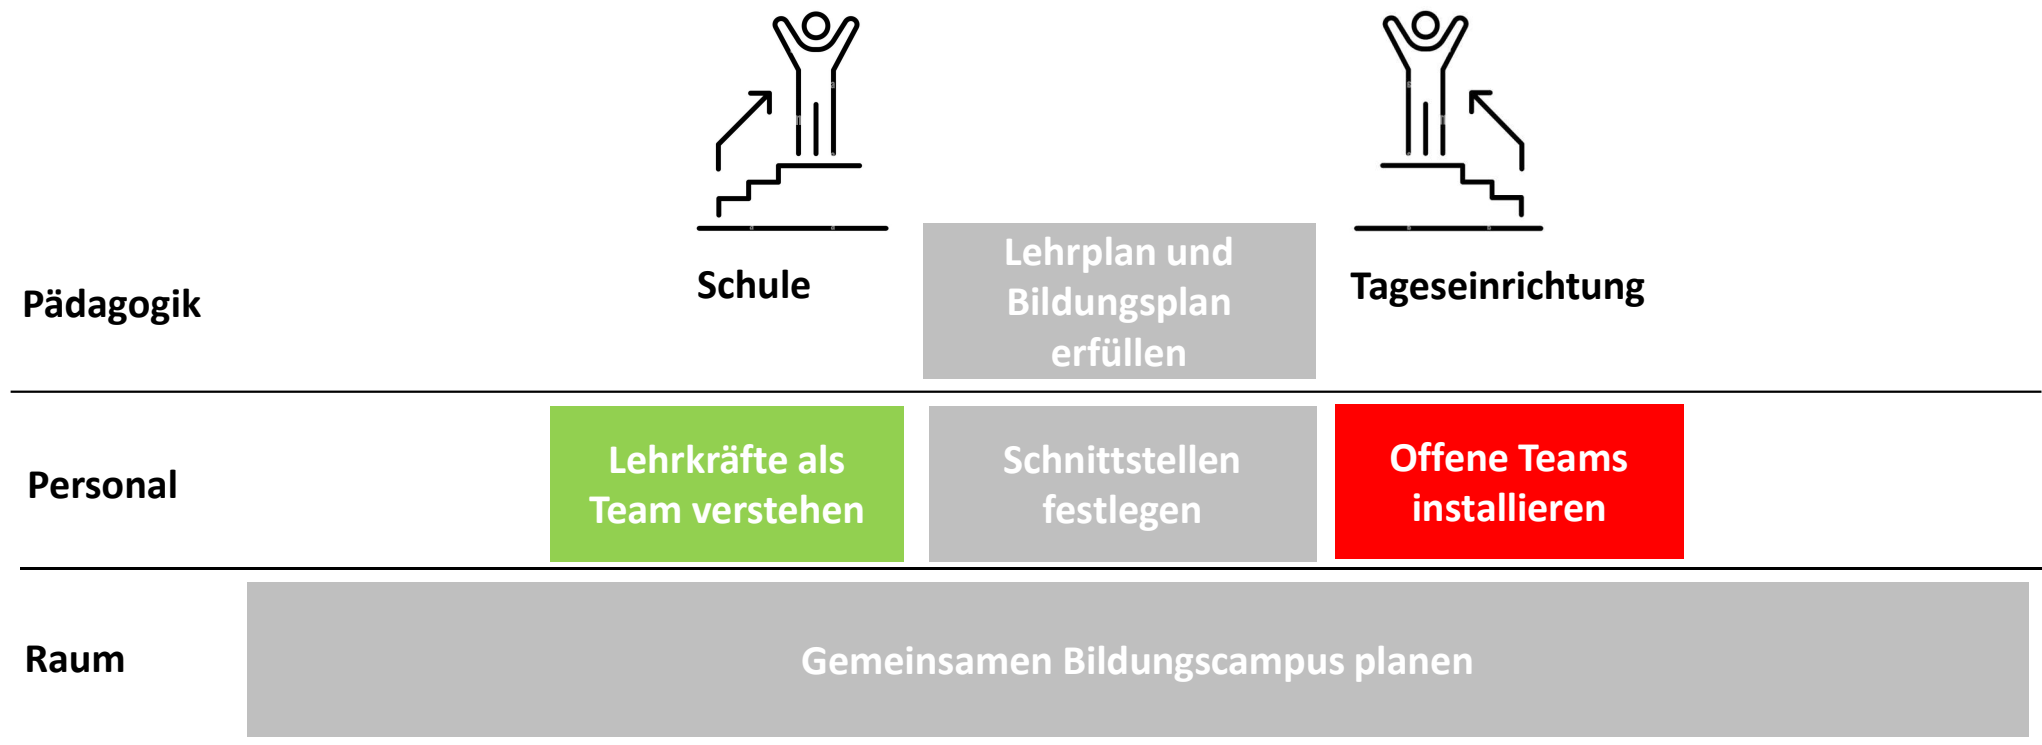 Schule
Lehrplan und
Bildungsplan
erfüllen
Tageseinrichtung
Pädagogik
Lehrkräfte als
Team verstehen
Schnittstellen
festlegen
Offene Teams
installieren
Personal
Raum
Gemeinsamen Bildungscampus planen